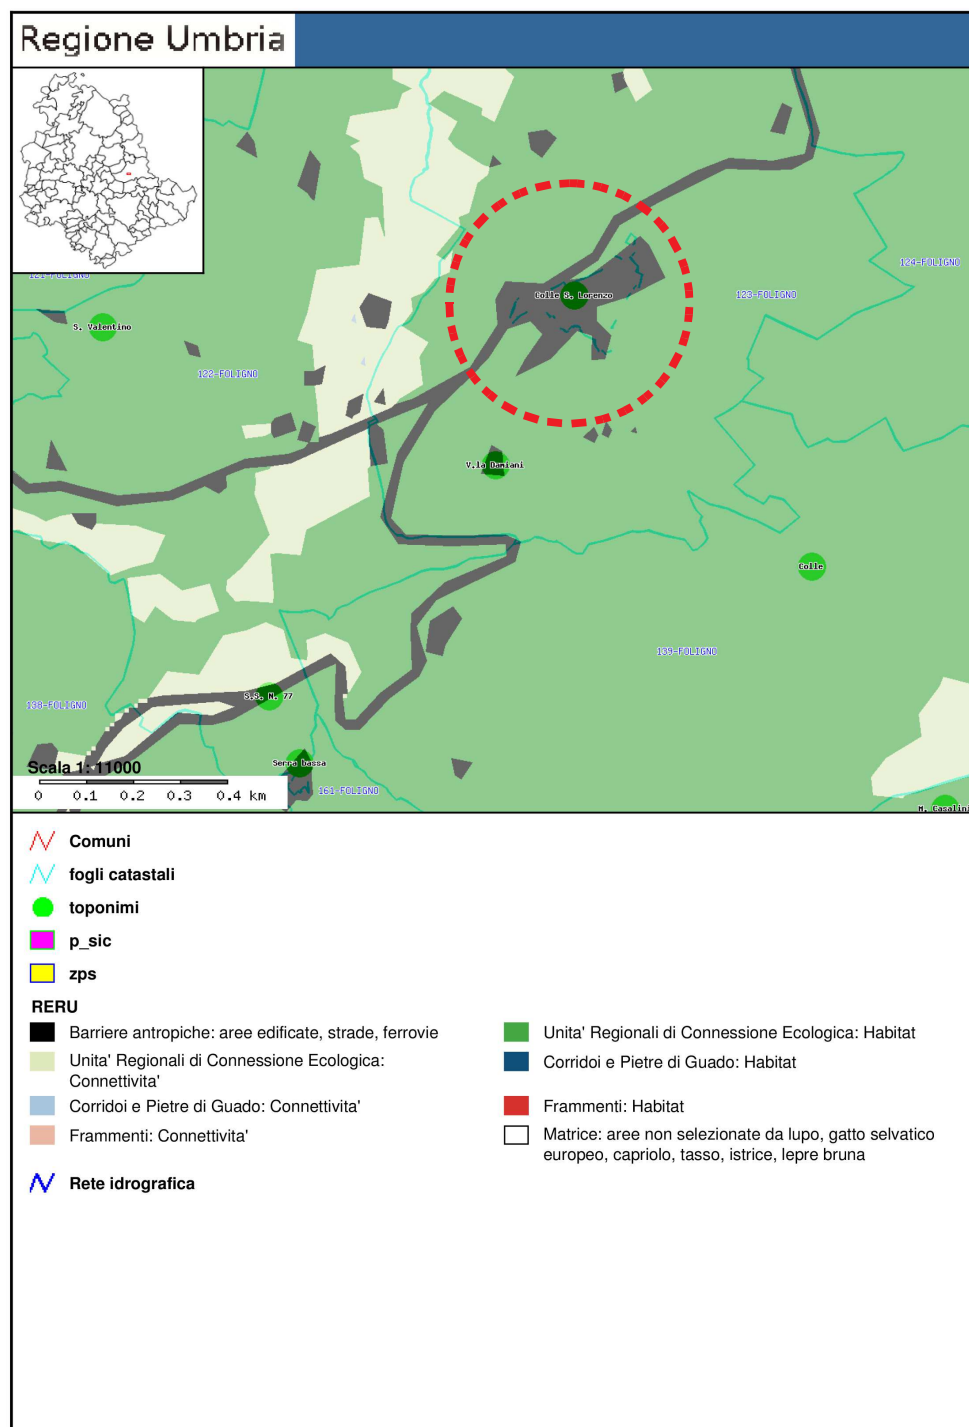 Regione Umbria
121-FOLIGNO
124-FOLIGNO
123-FOLIGNO
Colle S. Lorenzo
S. Valentino
122-FOLIGNO
V.la Damiani
Colle
139-FOLIGNO
S.S. N. 77
138-FOLIGNO
Serra bassa
161-FOLIGNO
M. Casalini
Scala 1: 11000
0 0.1 0.2 0.3 0.4 km
Comuni
fogli catastali
toponimi
p_sic
zps
RERU
Barriere antropiche: aree edificate, strade, ferrovie
Unita' Regionali di Connessione Ecologica:
Connettivita'
Corridoi e Pietre di Guado: Connettivita'
Frammenti: Connettivita'
Rete idrografica
Unita' Regionali di Connessione Ecologica: Habitat
Corridoi e Pietre di Guado: Habitat
Frammenti: Habitat
Matrice: aree non selezionate da lupo, gatto selvatico
europeo, capriolo, tasso, istrice, lepre bruna